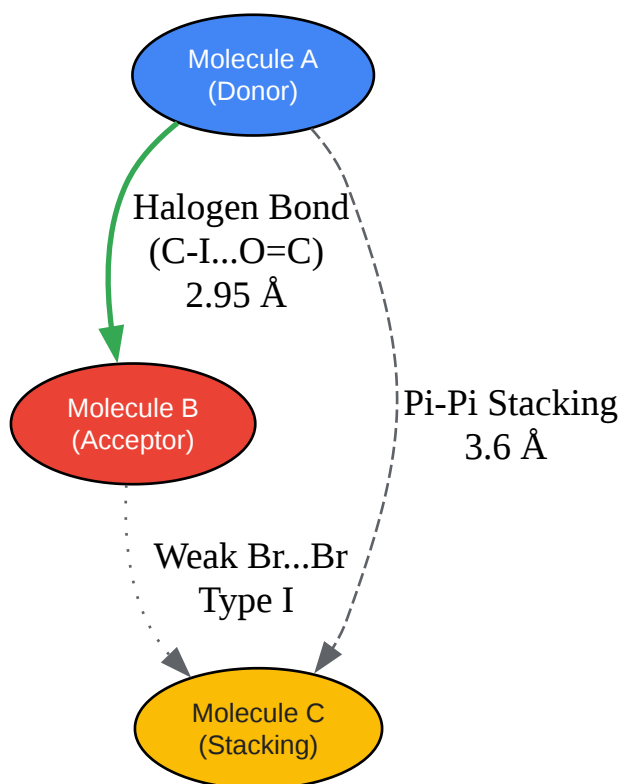 Molecule A
(Donor)
Halogen Bond
(C-I...O=C)
2.95 Å
Molecule B
(Acceptor)
Pi-Pi Stacking
3.6 Å
Weak Br...Br
Type I
Molecule C
(Stacking)